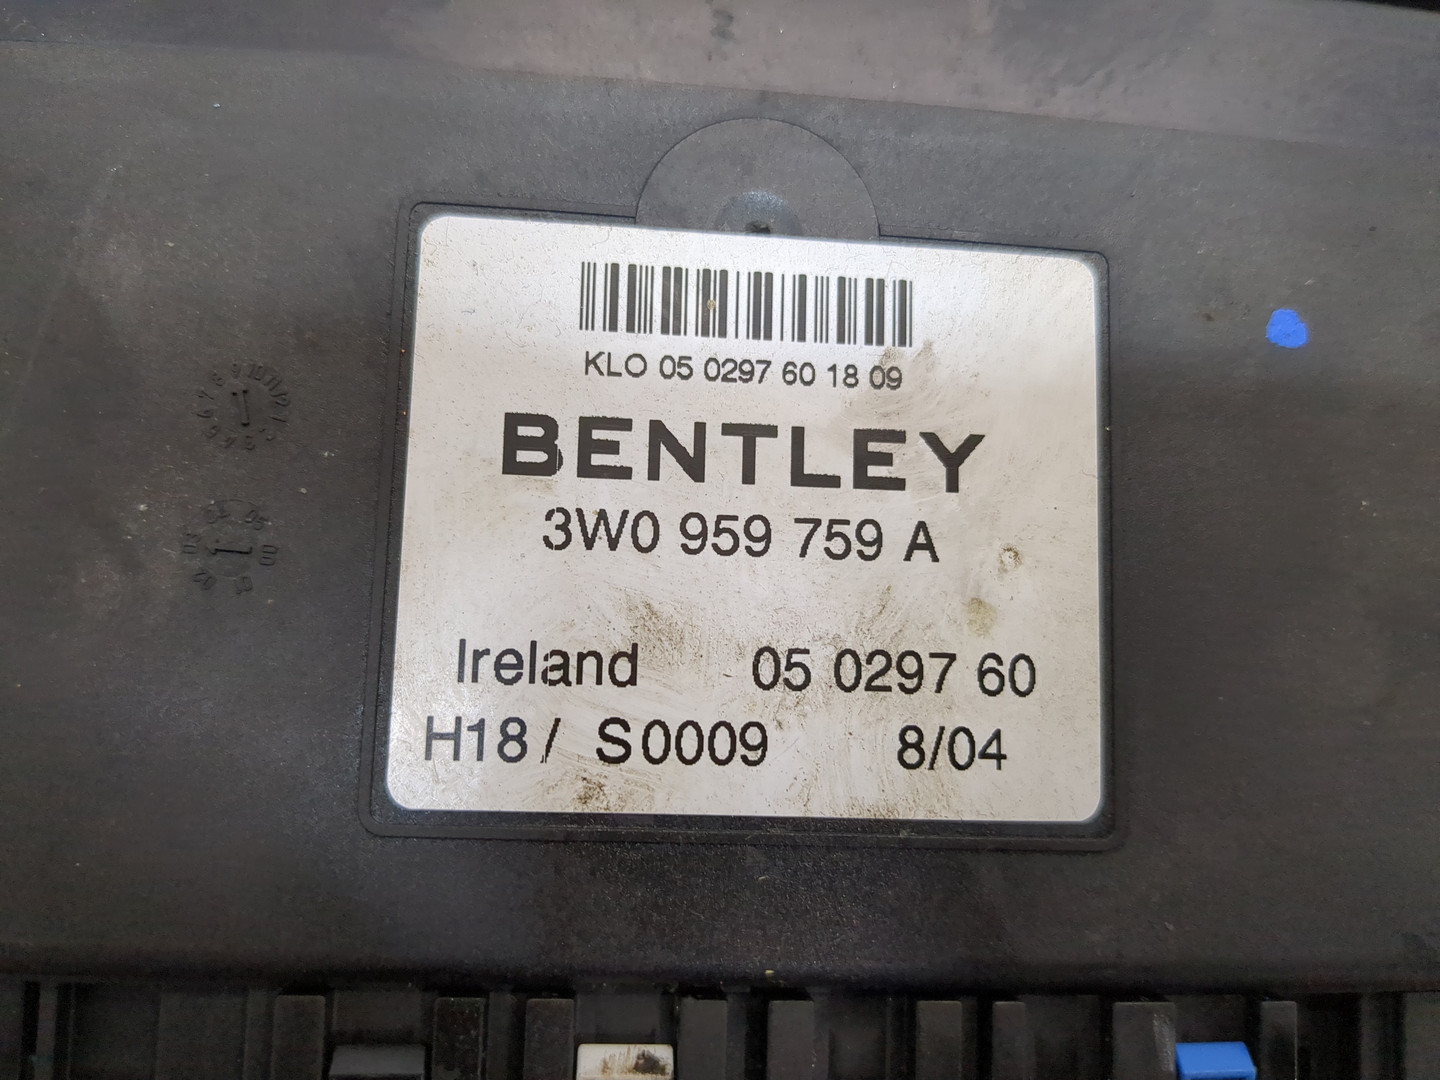 KLO 05 0297 60 18 09
BENTLEY
3W0 959 759 A
Ireland 05 0297 60
H18/ S0009 8/04